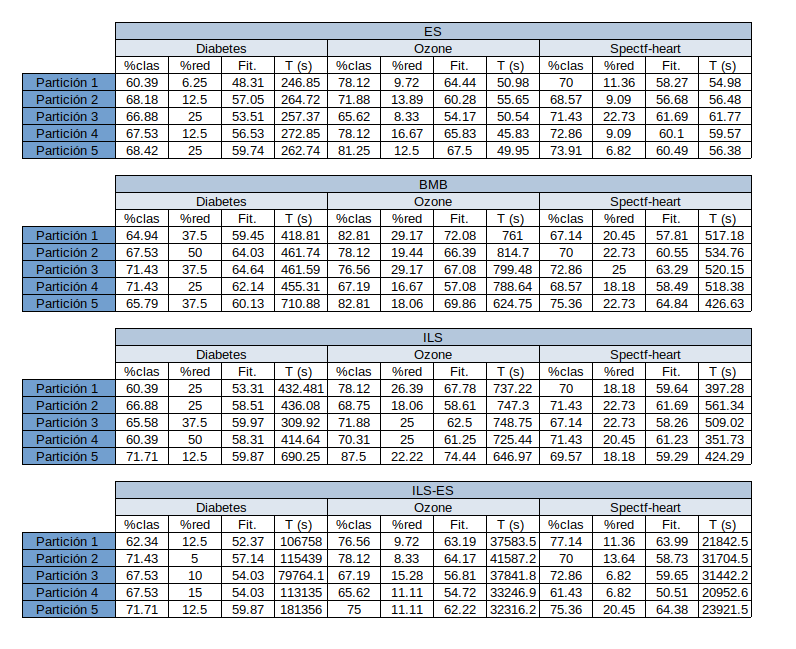 ES
Diabetes Ozone Spectf-heart
%clas %red Fit. T (s) %clas %red Fit. T (s) %clas %red Fit. T (s)
Partición 1 60.39 6.25 48.31 246.85 78.12 9.72 64.44 50.98 70 11.36 58.27 54.98
Partición 2 68.18 12.5 57.05 264.72 71.88 13.89 60.28 55.65 68.57 9.09 56.68 56.48
Partición 3 66.88 25 53.51 257.37 65.62 8.33 54.17 50.54 71.43 22.73 61.69 61.77
Partición 4 67.53 12.5 56.53 272.85 78.12 16.67 65.83 45.83 72.86 9.09 60.1 59.57
Partición 5 68.42 25 59.74 262.74 81.25 12.5 67.5 49.95 73.91 6.82 60.49 56.38
BMB
Diabetes Ozone Spectf-heart
%clas %red Fit. T (s) %clas %red Fit. T (s) %clas %red Fit. T (s)
Partición 1 64.94 37.5 59.45 418.81 82.81 29.17 72.08 761 67.14 20.45 57.81 517.18
Partición 2 67.53 50 64.03 461.74 78.12 19.44 66.39 814.7 70 22.73 60.55 534.76
Partición 3 71.43 37.5 64.64 461.59 76.56 29.17 67.08 799.48 72.86 25 63.29 520.15
Partición 4 71.43 25 62.14 455.31 67.19 16.67 57.08 788.64 68.57 18.18 58.49 518.38
Partición 5 65.79 37.5 60.13 710.88 82.81 18.06 69.86 624.75 75.36 22.73 64.84 426.63
ILS
Diabetes Ozone Spectf-heart
%clas %red Fit. T (s) %clas %red Fit. T (s) %clas %red Fit. T (s)
Partición 1 60.39 25 53.31 432.481 78.12 26.39 67.78 737.22 70 18.18 59.64 397.28
Partición 2 66.88 25 58.51 436.08 68.75 18.06 58.61 747.3 71.43 22.73 61.69 561.34
Partición 3 65.58 37.5 59.97 309.92 71.88 25 62.5 748.75 67.14 22.73 58.26 509.02
Partición 4 60.39 50 58.31 414.64 70.31 25 61.25 725.44 71.43 20.45 61.23 351.73
Partición 5 71.71 12.5 59.87 690.25 87.5 22.22 74.44 646.97 69.57 18.18 59.29 424.29
ILS-ES
Diabetes Ozone Spectf-heart
%clas %red Fit. T (s) %clas %red Fit. T (s) %clas %red Fit. T (s)
Partición 1 62.34 12.5 52.37 106758 76.56 9.72 63.19 37583.5 77.14 11.36 63.99 21842.5
Partición 2 71.43 5 57.14 115439 78.12 8.33 64.17 41587.2 70 13.64 58.73 31704.5
Partición 3 67.53 10 54.03 79764.1 67.19 15.28 56.81 37841.8 72.86 6.82 59.65 31442.2
Partición 4 67.53 15 54.03 113135 65.62 11.11 54.72 33246.9 61.43 6.82 50.51 20952.6
Partición 5 71.71 12.5 59.87 181356 75 11.11 62.22 32316.2 75.36 20.45 64.38 23921.5